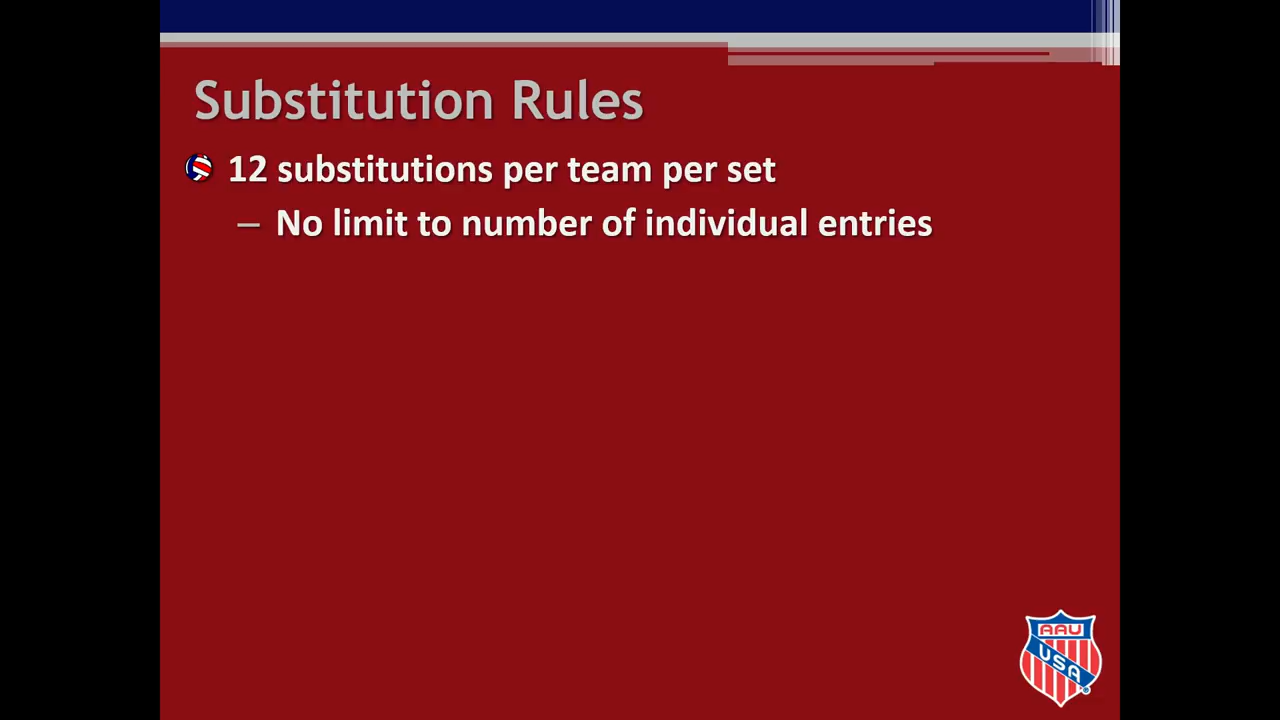 Substitution Rules
12 substitutions per team per set
– No limit to number of individual entries
AAU
USA
®